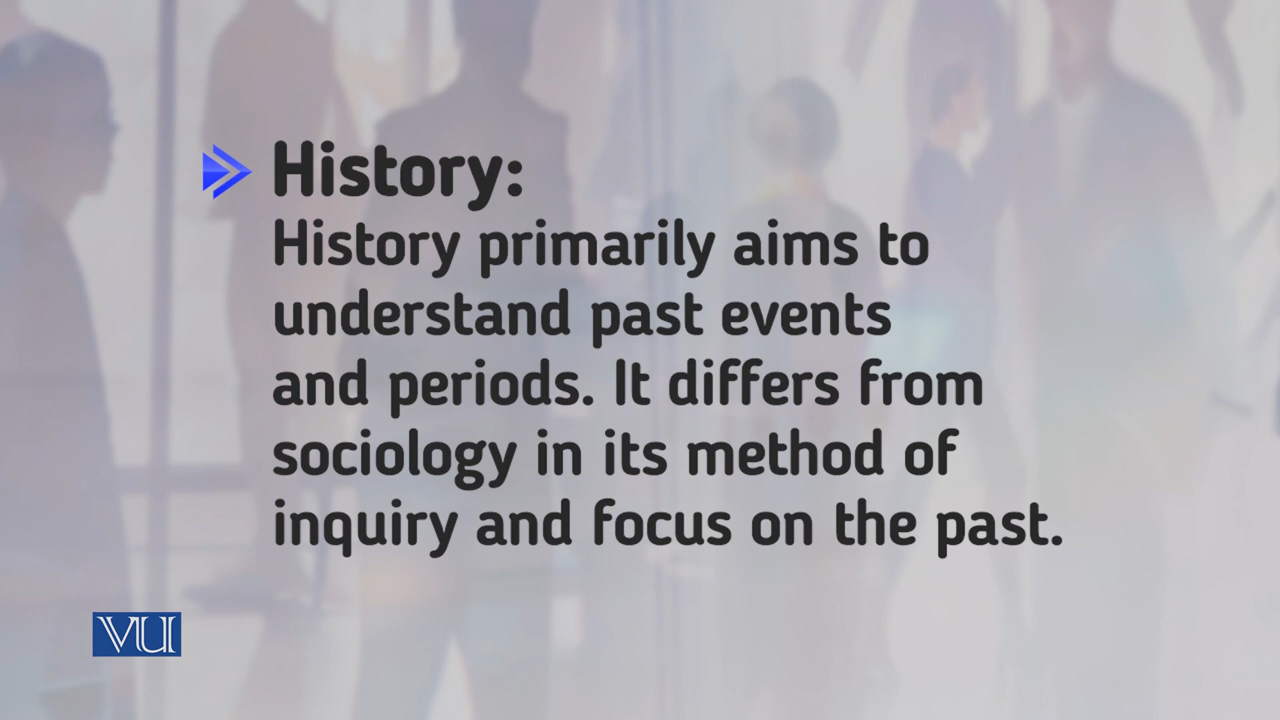 History:
History primarily aims to
understand past events
and periods. It differs from
sociology in its method of
inquiry and focus on the past.
VU